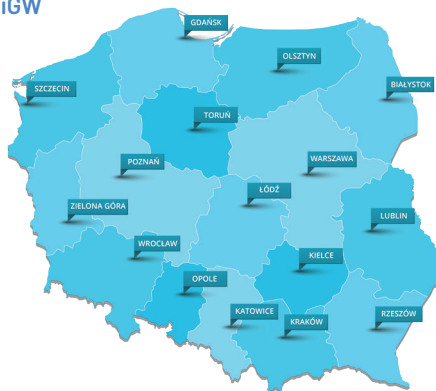 iGW
GDAŃSK
OLSZTYN
SZCZECIN
BIAŁYSTOK
TORUŃ
POZNAŃ
WARSZAWA
ŁÓDŹ
ZIELONA GÓRA
LUBLIN
WROCŁAW
KIELCE
OPOLE
KATOWICE
RZESZÓW
KRAKÓW